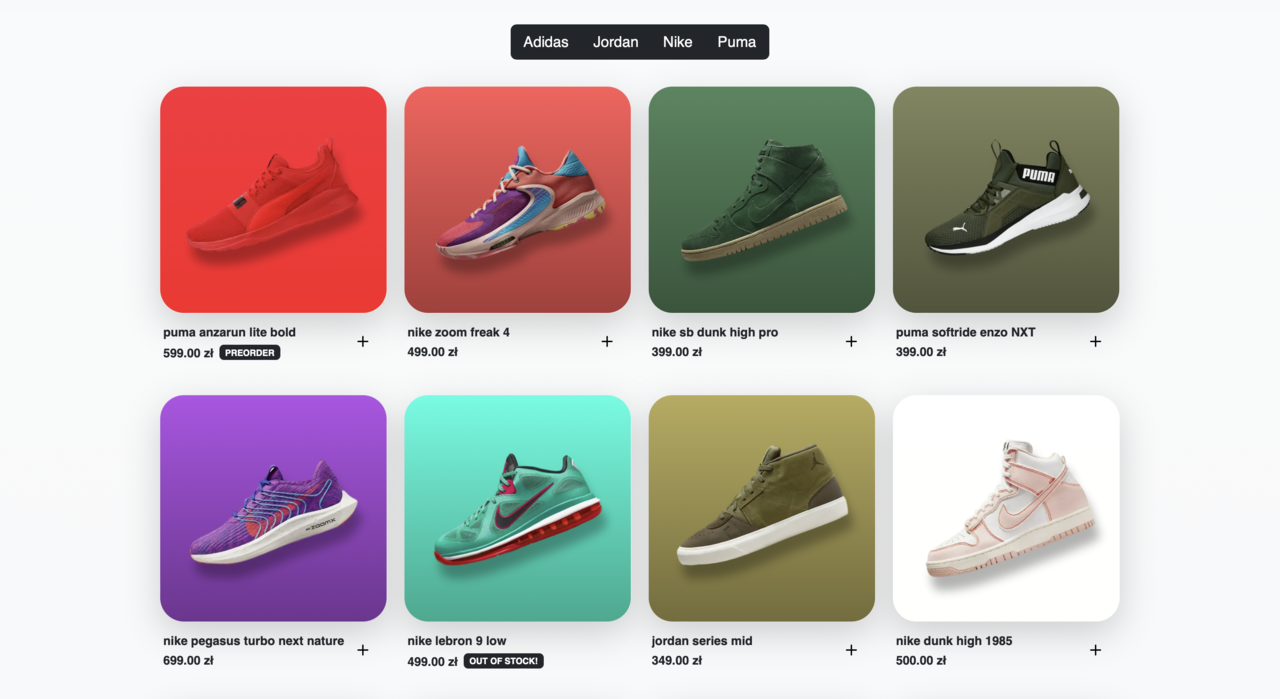 Adidas Jordan Nike Puma
PUMA
puma anzarun lite bold
599.00 zł PREORDER
nike zoom freak 4
499.00 zł
nike sb dunk high pro
399.00 zł
puma softride enzo NXT
399.00 zł
ZOOMX
nike pegasus turbo next nature
699.00 zł
nike lebron 9 low
499.00 zł OUT OF STOCK!
jordan series mid
349.00 zł
nike dunk high 1985
500.00 zł